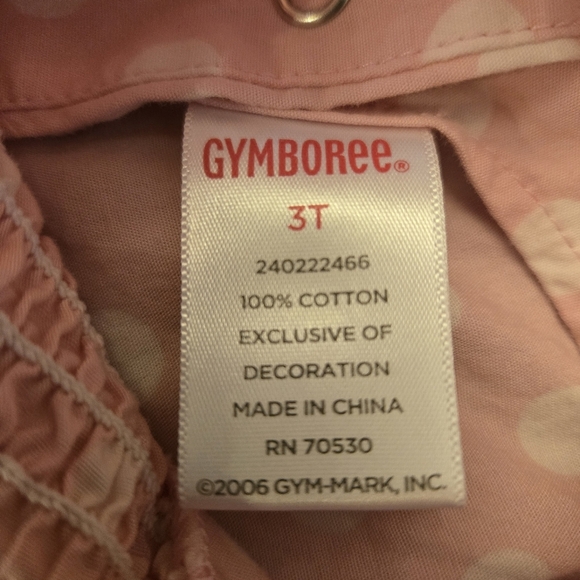 GYMBOREE®
3T
240222466
100% COTTON
EXCLUSIVE OF
DECORATION
MADE IN CHINA
RN 70530
©2006 GYM-MARK, INC.